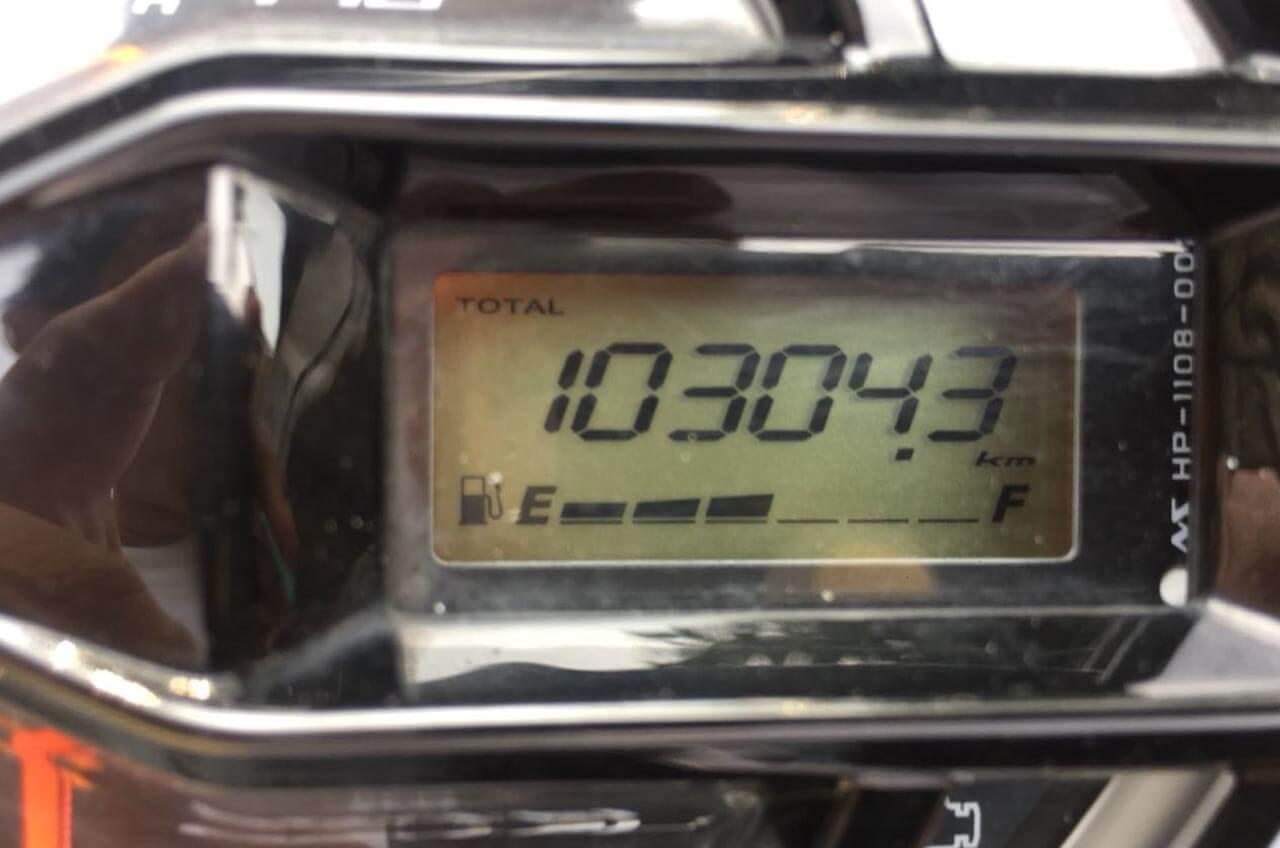 TOTAL
10304.3
km
E F
HP-1108-00